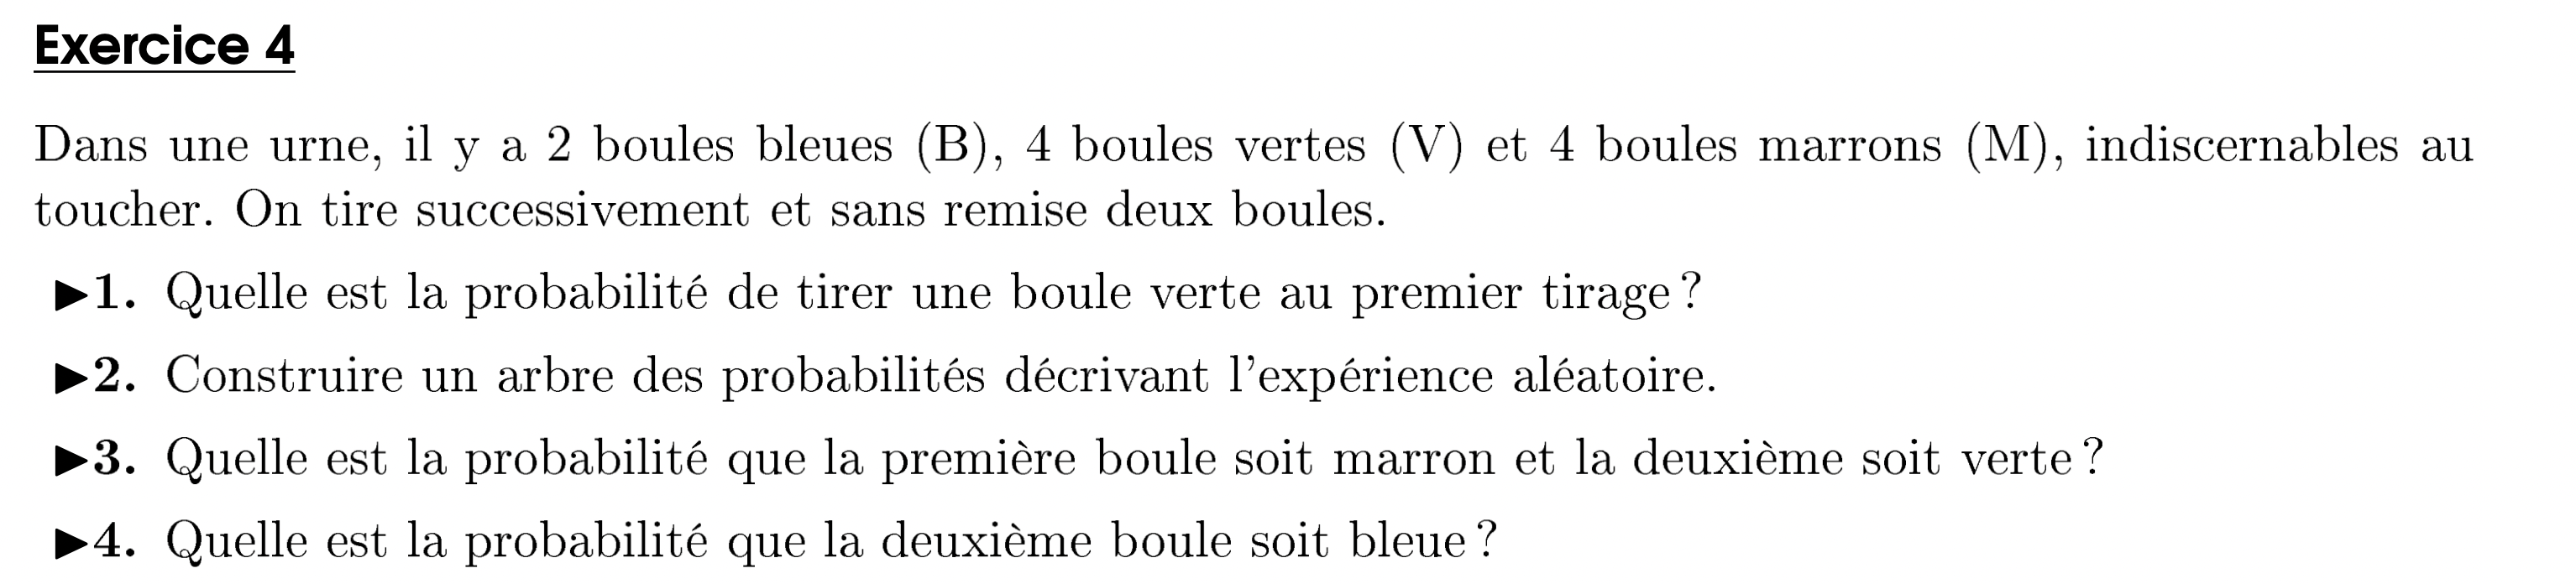 Exercice 4
Dans une urne, il y a 2 boules bleues (B), 4 boules vertes (V) et 4 boules marrons (M), indiscernables au
toucher. On tire successivement et sans remise deux boules.
▶1. Quelle est la probabilité de tirer une boule verte au premier tirage ?
▶2. Construire un arbre des probabilités décrivant l'expérience aléatoire.
▶3. Quelle est la probabilité que la première boule soit marron et la deuxième soit verte ?
▶4. Quelle est la probabilité que la deuxième boule soit bleue ?